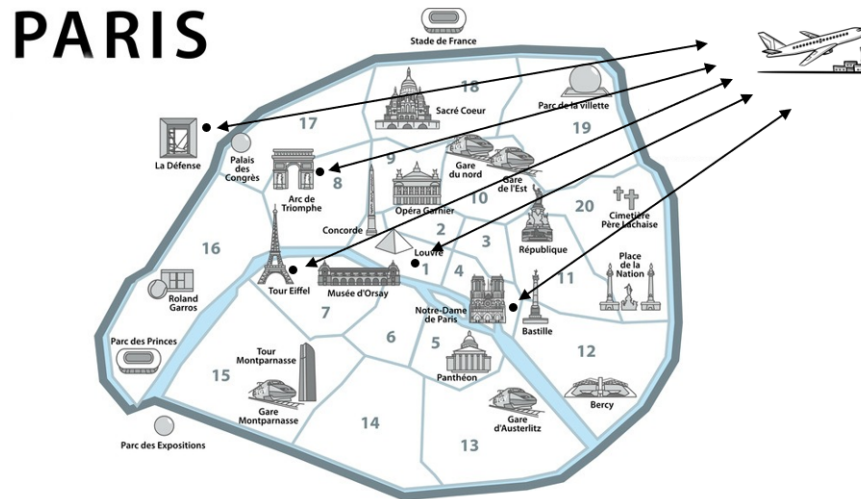 PARIS
Stade de France
18
Sacré Coeur
Parc de la villette
17
19
La Défense
Palais
des
Congrès
9
Gare
du nord
Gare
de l'Est
8
Arc de
Triomphe
10
20
Opéra Garnier
Cimetière
Père Lachaise
Concorde
2
3
République
16
Louvre
1
4
11
Place
de la
Nation
Tour Eiffel
Musée d'Orsay
Roland
Garros
7
Notre-Dame
de Paris
Bastille
6
5
12
Parc des Princes
Tour
Montparnasse
15
Panthéon
Gare
Montparnasse
Bercy
14
Gare
d'Austerlitz
13
Parc des Expositions